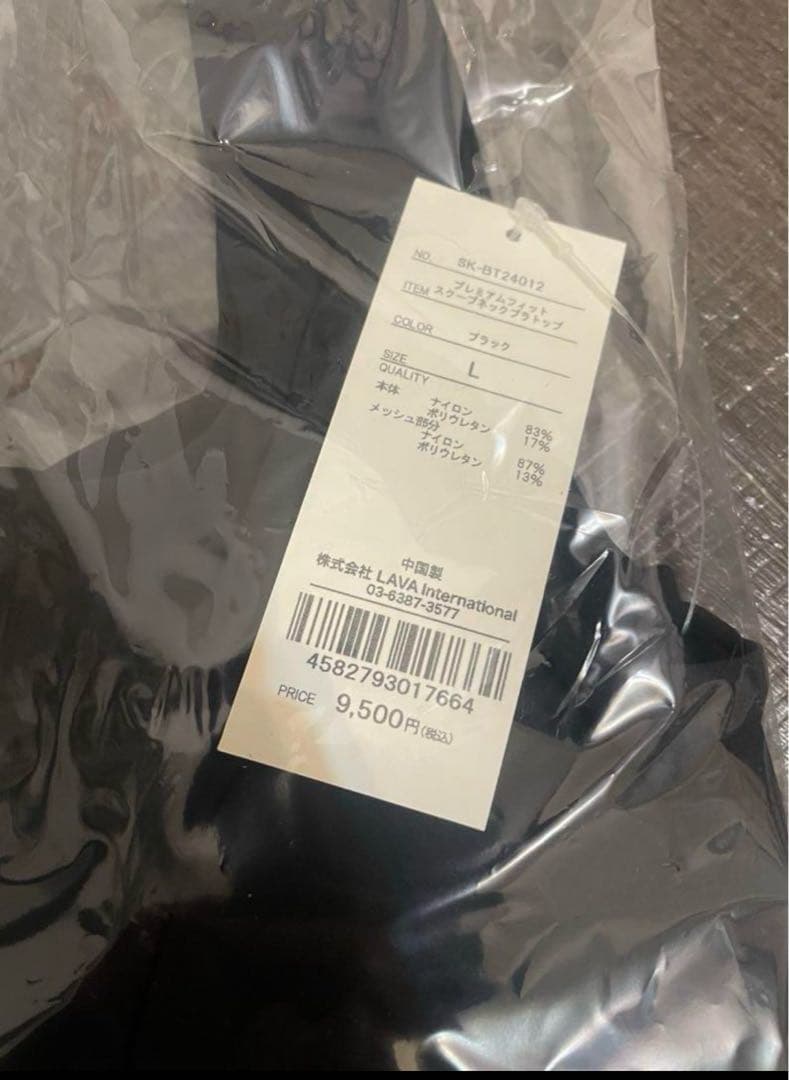 NO. SK-BT24012
プレミアムフィット
ITEM スクープネックブラトップ
COLOR ブラック
SIZE L
QUALITY
本体
ナイロン 83%
ポリウレタン 17%
メッシュ部分
ナイロン 87%
ポリウレタン 13%
中国製
株式会社 LAVA International
03-6387-3577
4582793017664
PRICE 9,500円(税込)